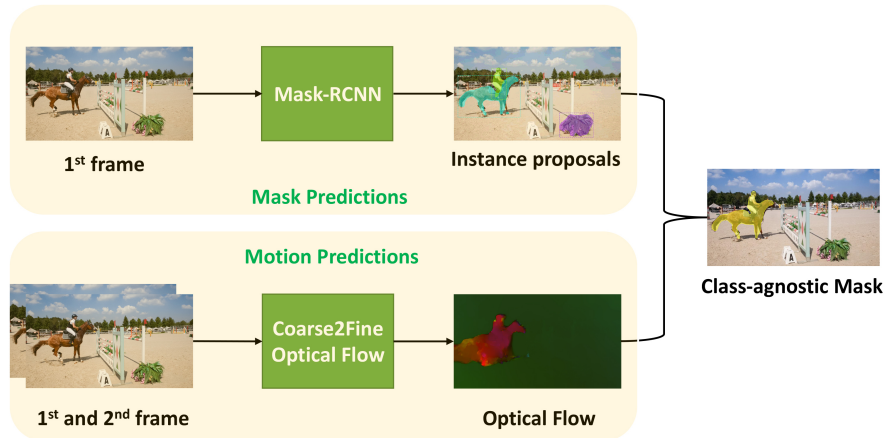 Mask-RCNN
A
A
A
1st frame
Instance proposals
Mask Predictions
Class-agnostic Mask
Motion Predictions
Coarse2Fine
Optical Flow
A
1st and 2nd frame
Optical Flow